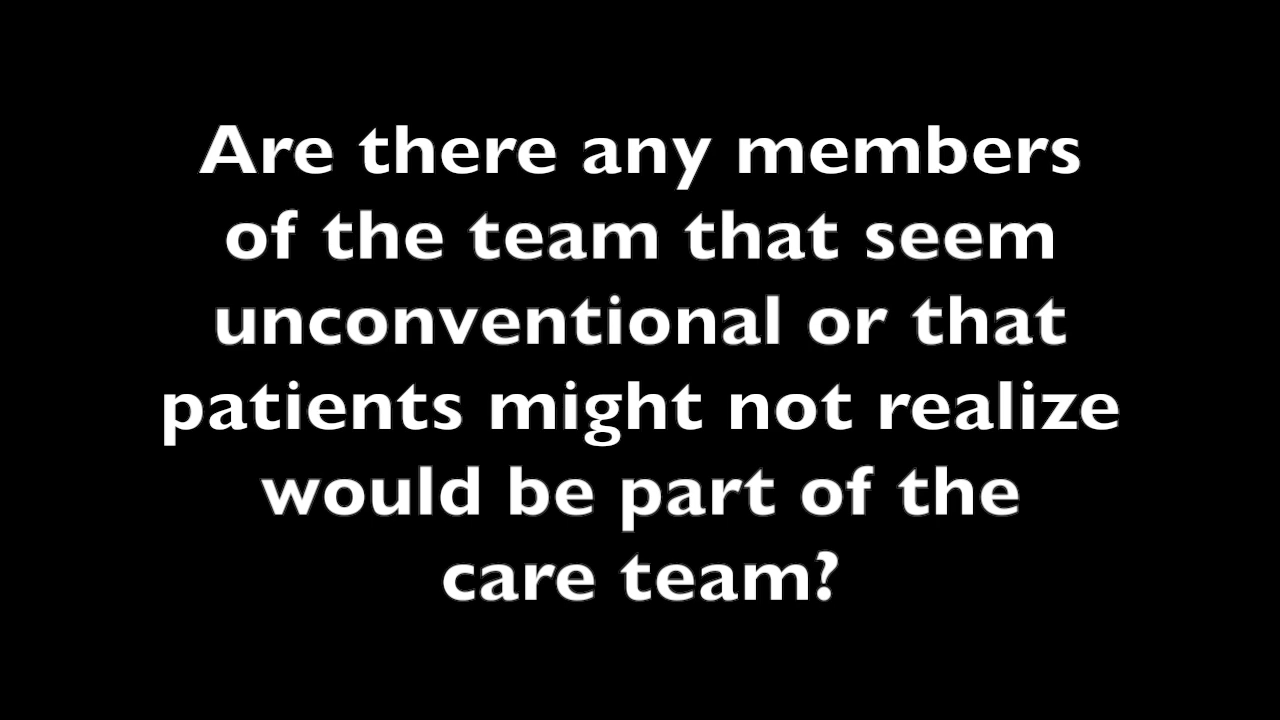 Are there any members
of the team that seem
unconventional or that
patients might not realize
would be part of the
care team?